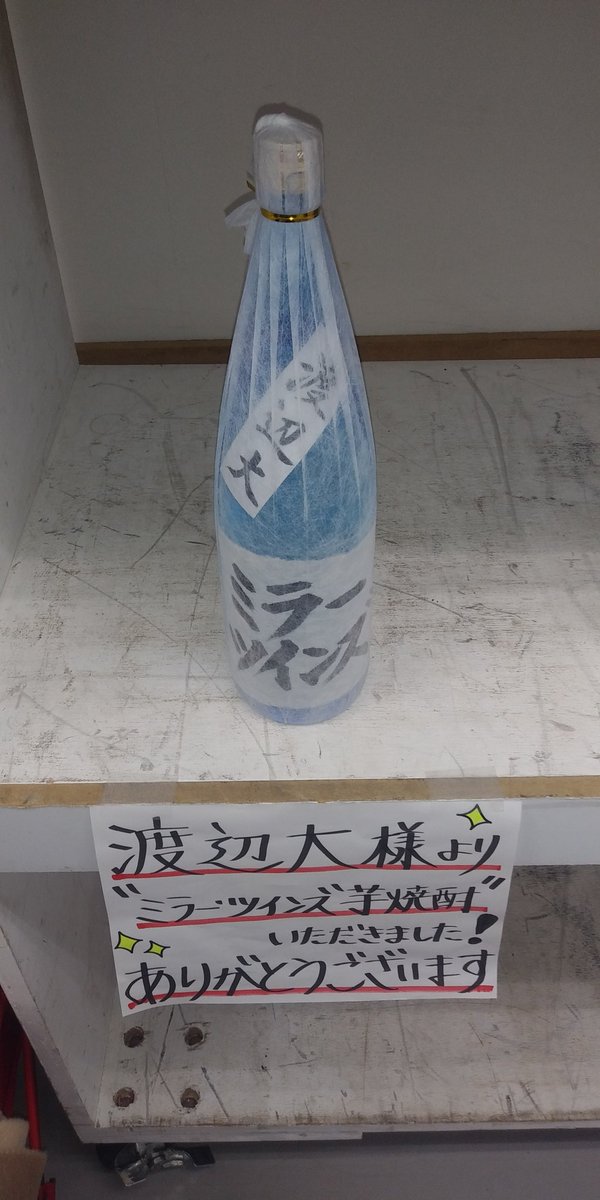 渡辺大
ミラー
ツインズ
渡辺大様より
"ミラーツインズ芋焼酎"
いただきました!
ありがとうございます